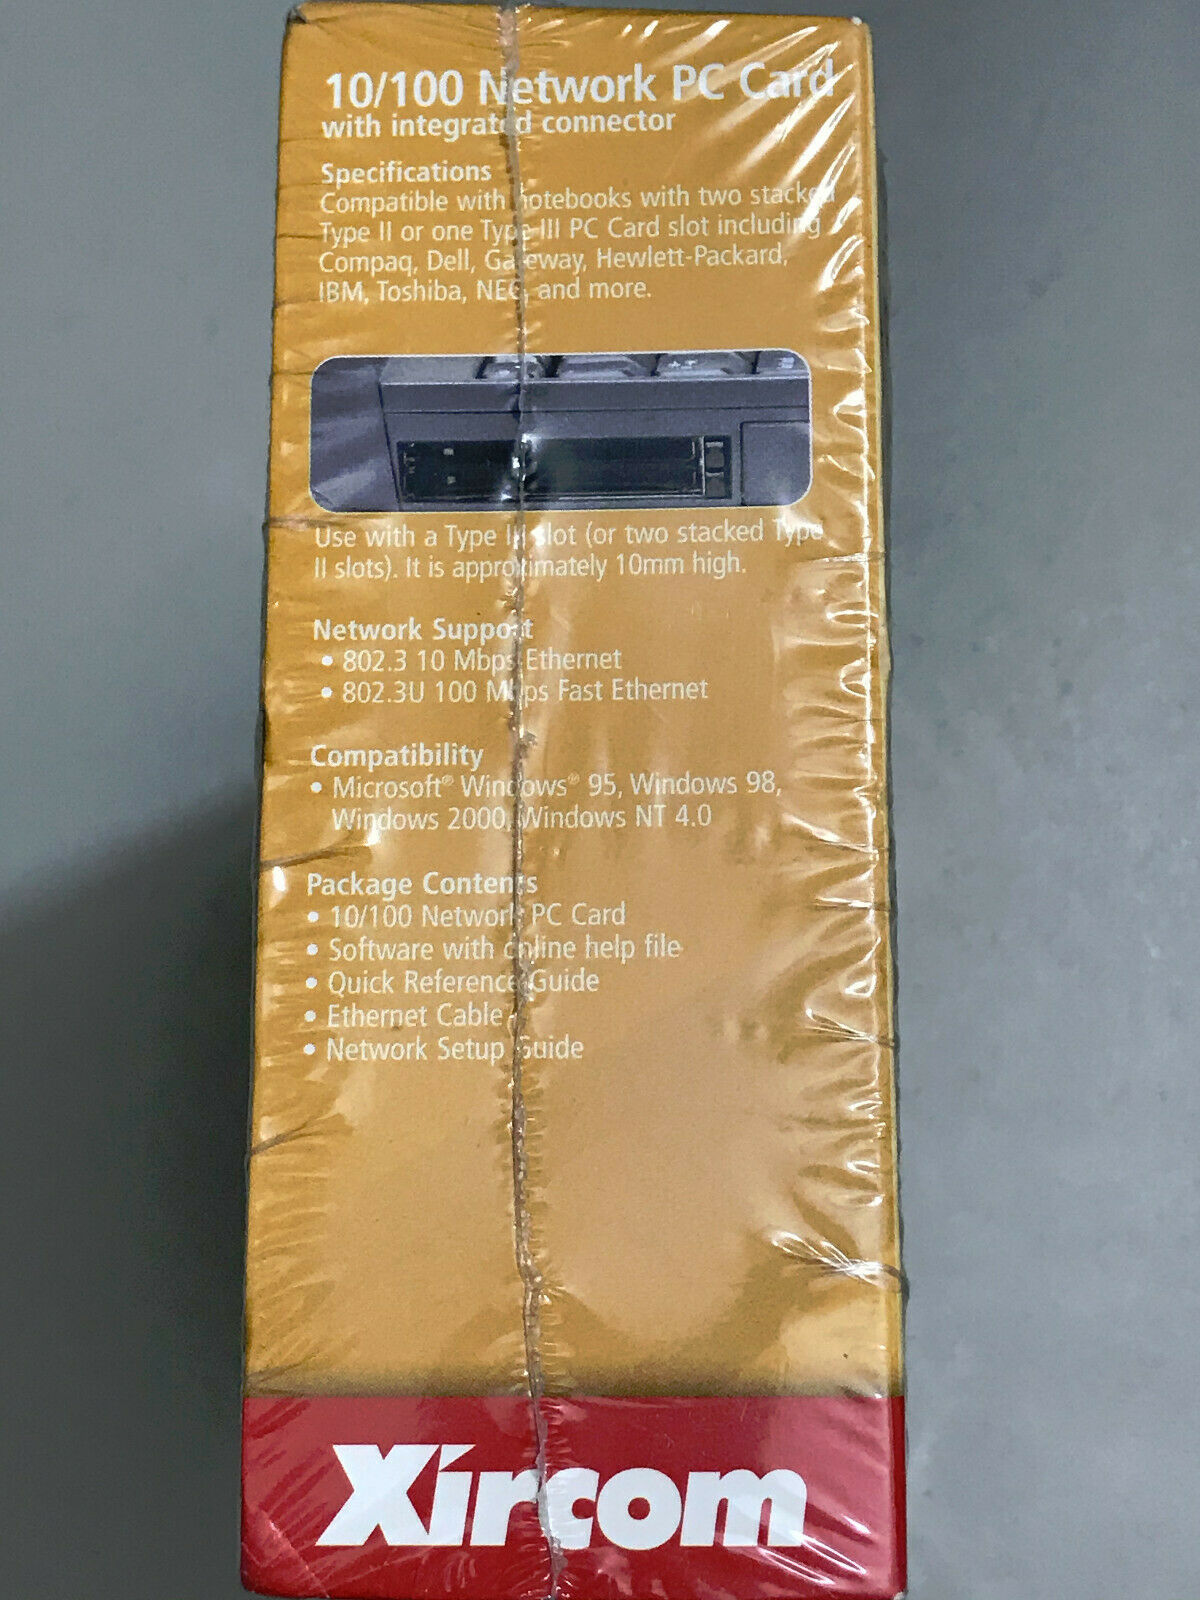 10/100 Network PC Card
with integrated connector
Specifications
Compatible with notebooks with two stacked
Type II or one Type III PC Card slot including
Compaq, Dell, Gateway, Hewlett-Packard,
IBM, Toshiba, NEC, and more.
Use with a Type III slot (or two stacked Type
II slots). It is approximately 10mm high.
Network Support
• 802.3 10 Mbps Ethernet
• 802.3U 100 Mbps Fast Ethernet
Compatibility
• Microsoft® Windows® 95, Windows 98,
Windows 2000, Windows NT 4.0
Package Contents
• 10/100 Network PC Card
• Software with online help file
• Quick Reference Guide
• Ethernet Cable
• Network Setup Guide
Xircom